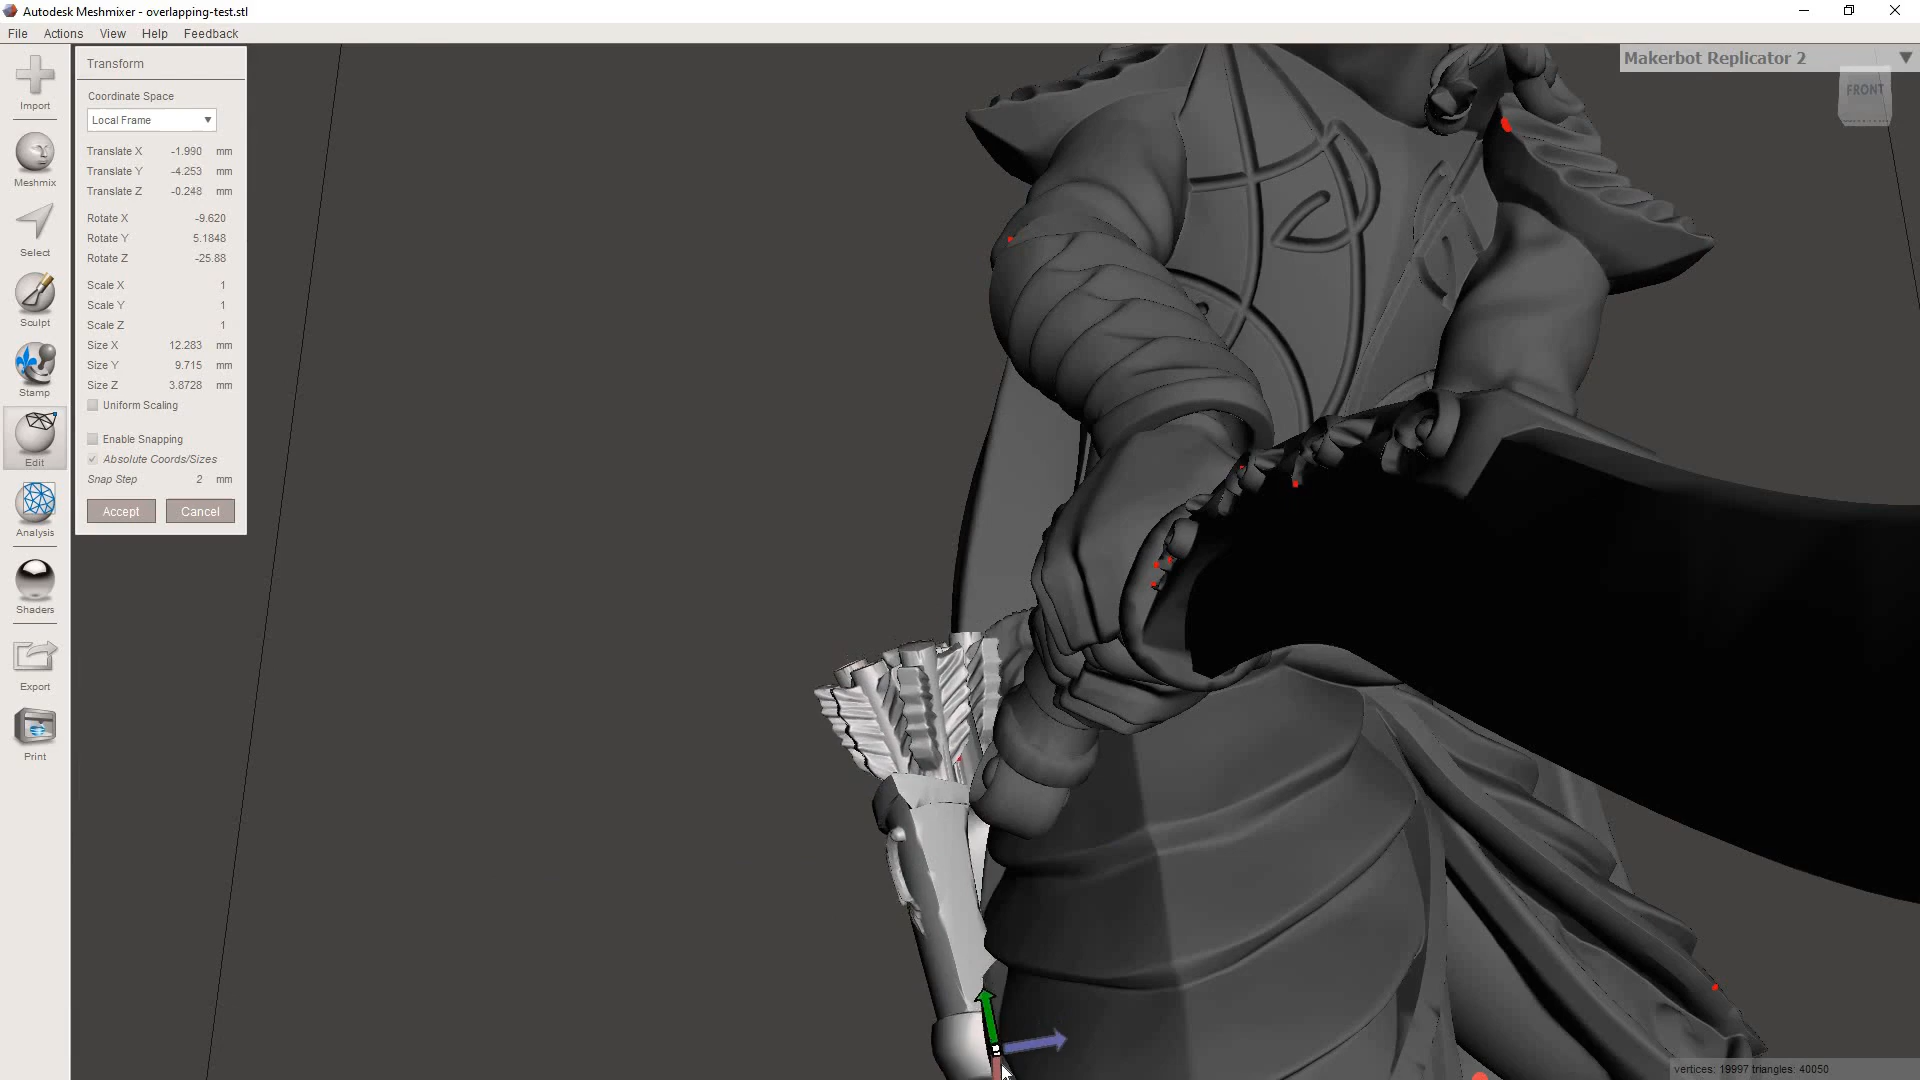 Autodesk Meshmixer - overlapping-test.stl
File Actions View Help Feedback
Import
Meshmix
Select
Sculpt
Stamp
Edit
Analysis
Shaders
Export
Print
Transform
Coordinate Space
Local Frame
Translate X -1.990 mm
Translate Y -4.253 mm
Translate Z -0.248 mm
Rotate X -9.620
Rotate Y 5.1848
Rotate Z -25.88
Scale X 1
Scale Y 1
Scale Z 1
Size X 12.283 mm
Size Y 9.715 mm
Size Z 3.8728 mm
Uniform Scaling
Enable Snapping
Absolute Coords/Sizes
Snap Step 2 mm
Accept Cancel
Makerbot Replicator 2
FRONT
vertices: 19997 triangles: 40050